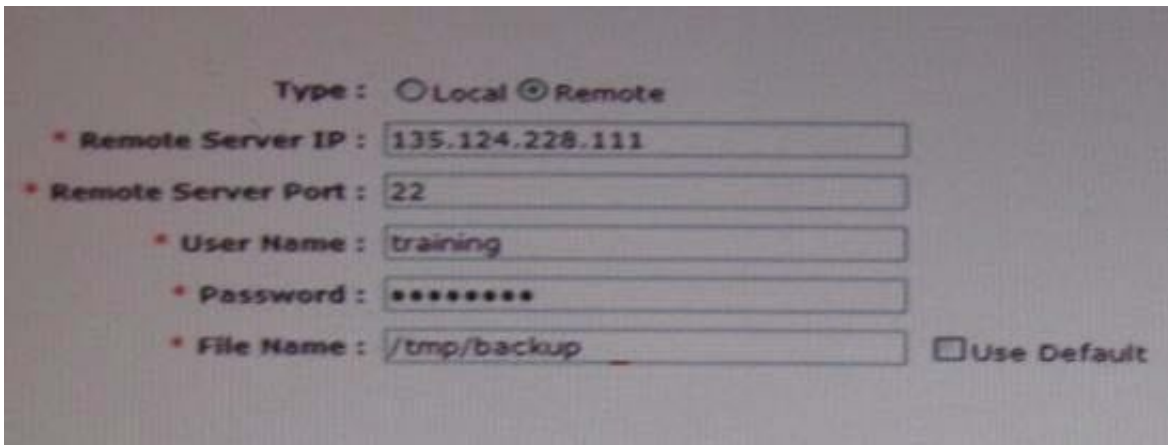 Type : Local Remote
* Remote Server IP : 135.124.228.111
* Remote Server Port : 22
* User Name : training
* Password : ••••••••
* File Name : /tmp/backup Use Default